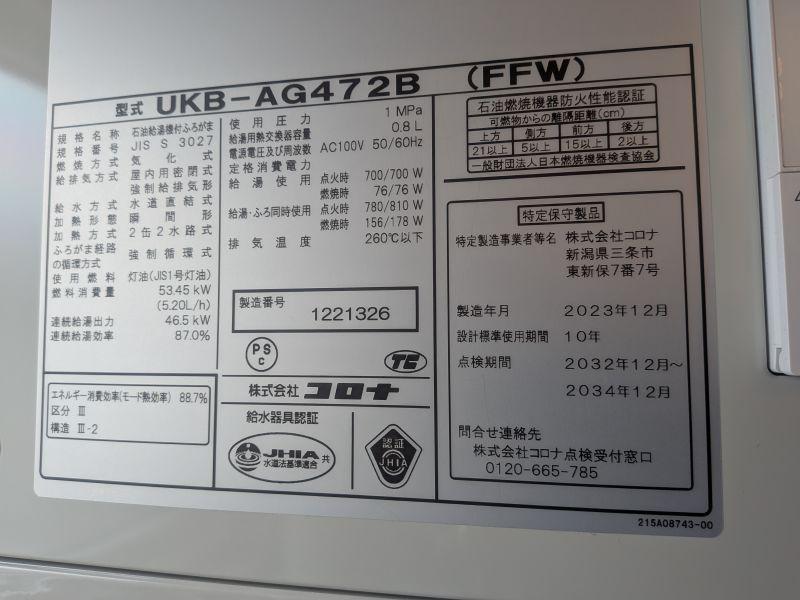 型式 UKB-AG472B (FFW)
規格名称 石油給湯機付ふろがま
規格番号 JIS S 3027
燃焼方式 気化式
給排気方式 屋内用密閉式
強制給排気形
給水方式 水道直結式
加熱形態 瞬間形
加熱方式 2缶2水路式
ふろがま経路の循環方式 強制循環式
使用燃料 灯油(JIS1号灯油)
燃料消費量 53.45 kW
(5.20L/h)
連続給湯出力 46.5 kW
連続給湯効率 87.0%
エネルギー消費効率(モード熱効率) 88.7%
区分 Ⅲ
構造 Ⅲ-2
使用圧力 1 MPa
給湯用熱交換器容量 0.8 L
電源電圧及び周波数 AC100V 50/60Hz
定格消費電力
給湯使用 点火時 700/700 W
燃焼時 76/76 W
給湯・ふろ同時使用 点火時 780/810 W
燃焼時 156/178 W
排気温度 260℃以下
製造番号
1221326
PS
C
株式会社 コロナ
給水器具認証
JHIA 共
水道法基準適合
認証
JHIA
石油燃焼機器防火性能認証
可燃物からの離隔距離(cm)
上方 側方 前方 後方
21以上 5以上 15以上 2以上
一般財団法人日本燃焼機器検査協会
特定保守製品
特定製造事業者等名 株式会社コロナ
新潟県三条市
東新保7番7号
製造年月 2023年12月
設計標準使用期間 10年
点検期間 2032年12月~
2034年12月
問合せ連絡先
株式会社コロナ点検受付窓口
0120-665-785
215A08743-00